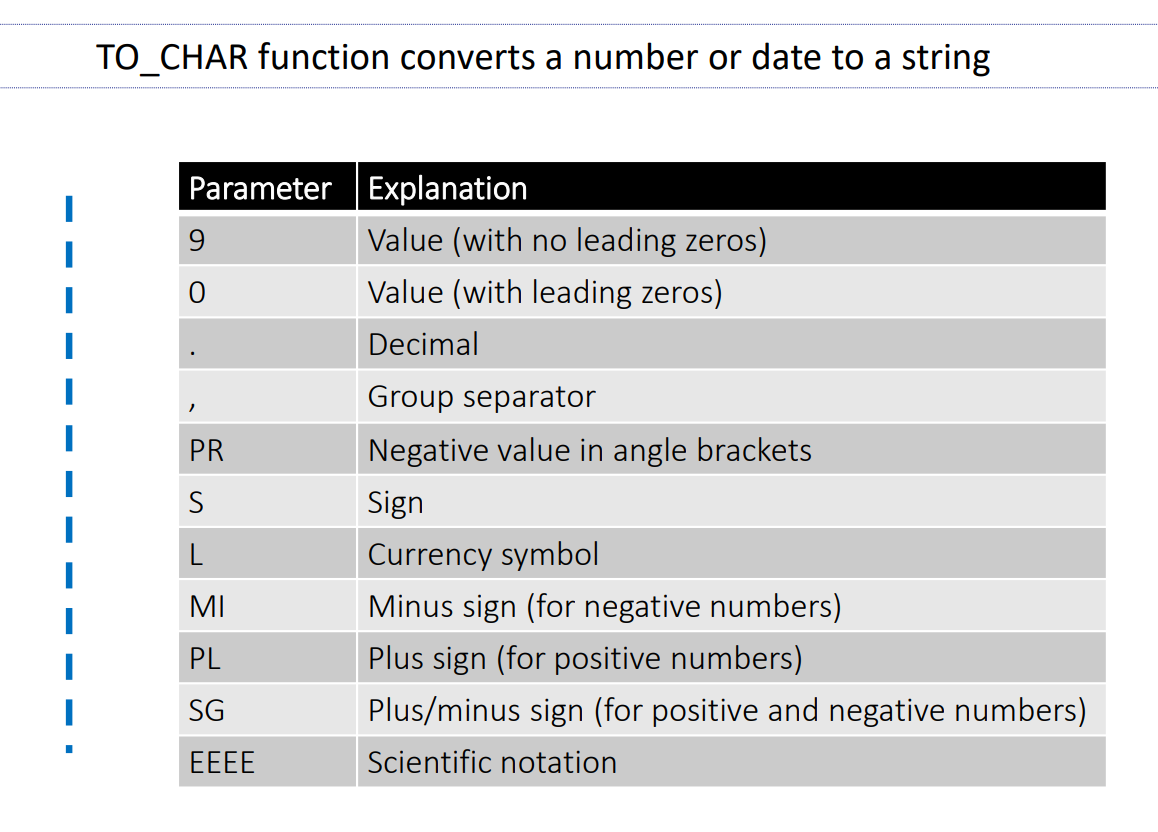 TO_CHAR function converts a number or date to a string
Parameter Explanation
9 Value (with no leading zeros)
0 Value (with leading zeros)
. Decimal
, Group separator
PR Negative value in angle brackets
S Sign
L Currency symbol
MI Minus sign (for negative numbers)
PL Plus sign (for positive numbers)
SG Plus/minus sign (for positive and negative numbers)
EEEE Scientific notation